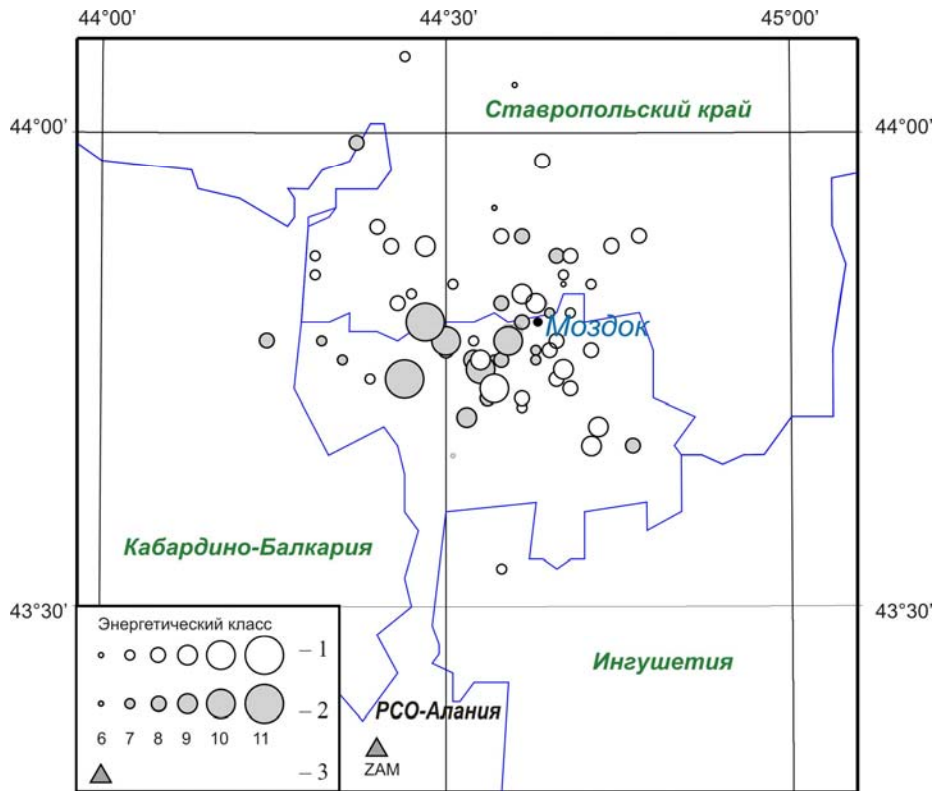 44°00' 44°30' 45°00'
Ставропольский край
44°00' 44°00'
Моздок
Кабардино-Балкария
43°30' 43°30'
Энергетический класс
– 1
Ингушетия
– 2
РСО-Алания
6 7 8 9 10 11
– 3
ZAM